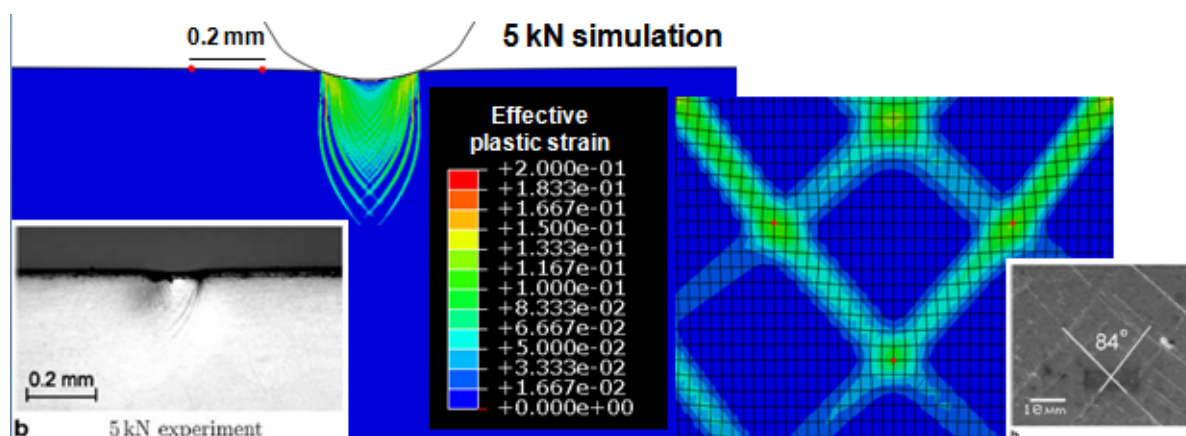 0.2 mm
5 kN simulation
Effective
plastic strain
+2.000e-01
+1.833e-01
+1.667e-01
+1.500e-01
+1.333e-01
+1.167e-01
+1.000e-01
+8.333e-02
+6.667e-02
+5.000e-02
+3.333e-02
+1.667e-02
+0.000e+00
0.2 mm
b 5 kN experiment
84°
10 μm